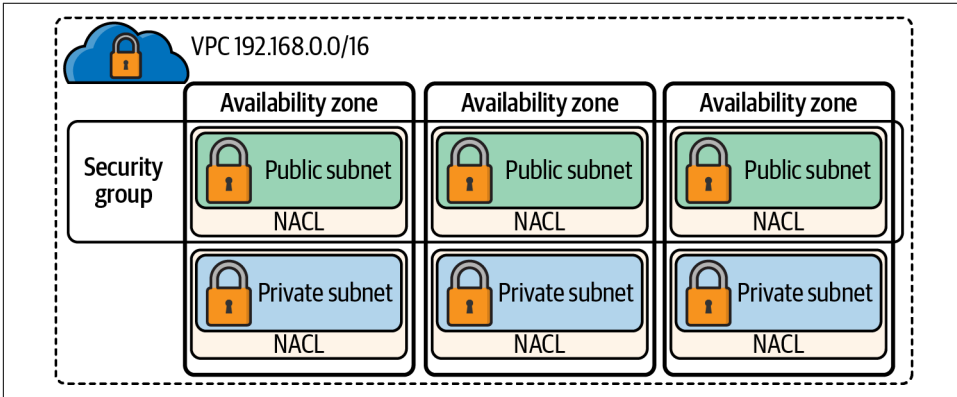 VPC 192.168.0.0/16
Availability zone
Availability zone
Availability zone
Security
group
Public subnet
Public subnet
Public subnet
NACL
NACL
NACL
Private subnet
Private subnet
Private subnet
NACL
NACL
NACL